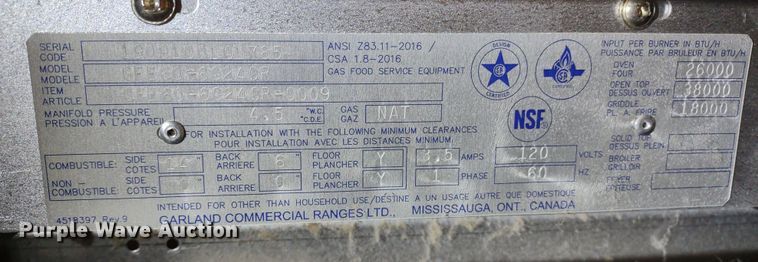 SERIAL
CODE
MODEL
MODELE
ITEM
ARTICLE
ANSI Z83.11-2016 /
CSA 1.8-2016
GAS FOOD SERVICE EQUIPMENT
MANIFOLD PRESSURE 4.5 "W.C. GAS NAT
PRESSION A L'APPAREIL C.D.E. GAZ
DESIGN
CERTIFIED
NSF
FOR INSTALLATION WITH THE FOLLOWING MINIMUM CLEARANCES
POUR INSTALLATION AVEC LES DISTANCES MINIMUM:
COMBUSTIBLE: SIDE COTES BACK ARRIERE 6" FLOOR PLANCHER Y 3.5 AMPS 120 VOLTS
NON - COMBUSTIBLE: SIDE COTES BACK ARRIERE FLOOR PLANCHER Y 1 PHASE 60 HZ
INTENDED FOR OTHER THAN HOUSEHOLD USE/DESTINE A UN USAGE AUTRE QUE DOMESTIQUE
4518397 Rev.9 GARLAND COMMERCIAL RANGES LTD., MISSISSAUGA, ONT., CANADA
INPUT PER BURNER IN BTU/H
PUISSANCE PAR BRULEUR EN BTU/H
OVEN
FOUR 26000
OPEN TOP
DESSUS OUVERT 38000
GRIDDLE
18000
SOLID
DESSUS PLEIN
BROILER
GRILLOIR
Purple Wave Auction